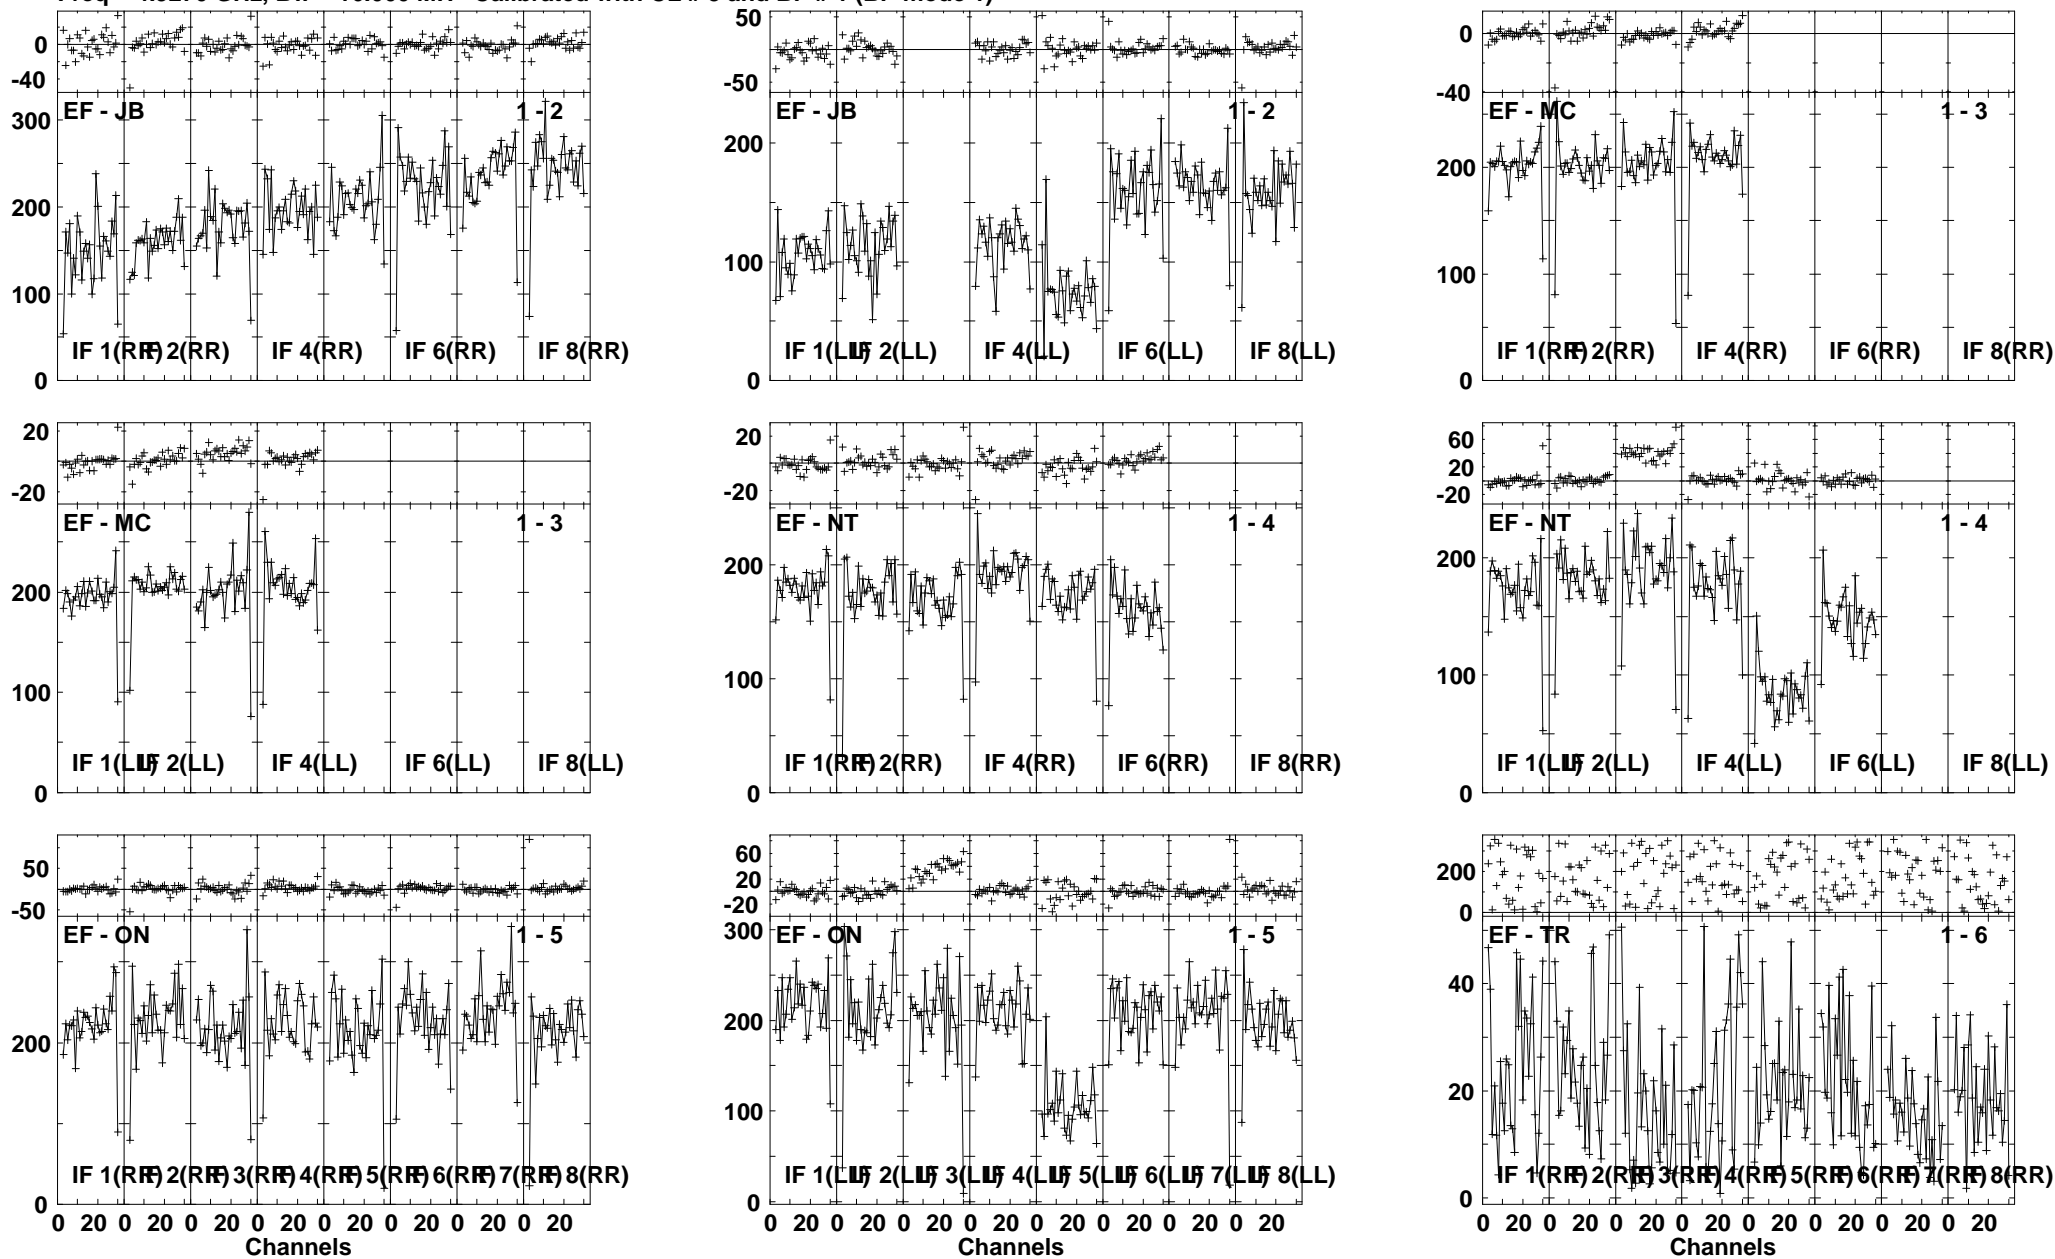 0
-40
50
-50
0
-40
EF - JB 1 - 2
EF - JB 1 - 2
EF - MC 1 - 3
300
200
100
0
200
100
0
200
100
0
IF 1(RR) IF 2(RR) IF 4(RR) IF 6(RR) IF 8(RR)
IF 1(LL) IF 2(LL) IF 4(LL) IF 6(LL) IF 8(LL)
IF 1(RR) IF 2(RR) IF 4(RR) IF 6(RR) IF 8(RR)
20
-20
20
-20
60
20
-20
EF - MC 1 - 3
EF - NT 1 - 4
EF - NT 1 - 4
200
100
0
200
100
0
200
100
0
IF 1(LL) IF 2(LL) IF 4(LL) IF 6(LL) IF 8(LL)
IF 1(RR) IF 2(RR) IF 4(RR) IF 6(RR) IF 8(RR)
IF 1(LL) IF 2(LL) IF 4(LL) IF 6(LL) IF 8(LL)
50
-50
60
20
-20
200
0
EF - ON 1 - 5
EF - ON 1 - 5
EF - TR 1 - 6
200
0
300
200
100
0
40
20
0
IF 1(RR) IF 2(RR) IF 3(RR) IF 4(RR) IF 5(RR) IF 6(RR) IF 7(RR) IF 8(RR)
IF 1(LL) IF 2(LL) IF 3(LL) IF 4(LL) IF 5(LL) IF 6(LL) IF 7(LL) IF 8(LL)
IF 1(RR) IF 2(RR) IF 3(RR) IF 4(RR) IF 5(RR) IF 6(RR) IF 7(RR) IF 8(RR)
0 20 0 20 0 20 0 20 0 20 0 20 0 20 0 20
0 20 0 20 0 20 0 20 0 20 0 20 0 20 0 20
0 20 0 20 0 20 0 20 0 20 0 20 0 20 0 20
Channels
Channels
Channels